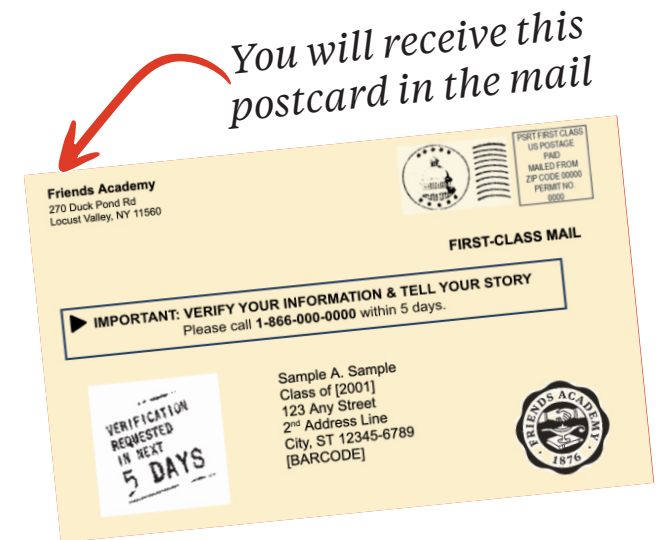 You will receive this
postcard in the mail
Friends Academy
270 Duck Pond Rd
Locust Valley, NY 11560
PSRT FIRST CLASS
US POSTAGE
PAID
MAILED FROM
ZIP CODE 00000
PERMIT NO.
0000
FIRST-CLASS MAIL
IMPORTANT: VERIFY YOUR INFORMATION & TELL YOUR STORY
Please call 1-866-000-0000 within 5 days.
VERIFICATION
REQUESTED
IN NEXT
5 DAYS
Sample A. Sample
Class of [2001]
123 Any Street
2nd Address Line
City, ST 12345-6789
[BARCODE]
FRIENDS ACADEMY
1876